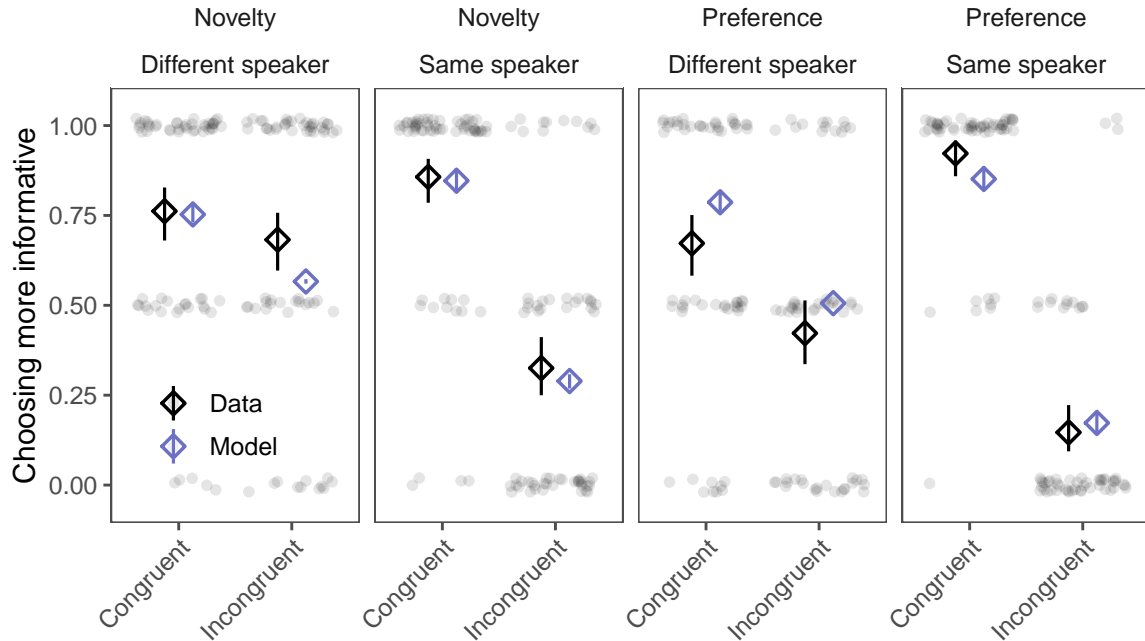 Novelty Novelty Preference Preference
Different speaker Same speaker Different speaker Same speaker
Choosing more informative
1.00
0.75
0.50
0.25
0.00
Data
Model
Congruent Incongruent Congruent Incongruent Congruent Incongruent Congruent Incongruent